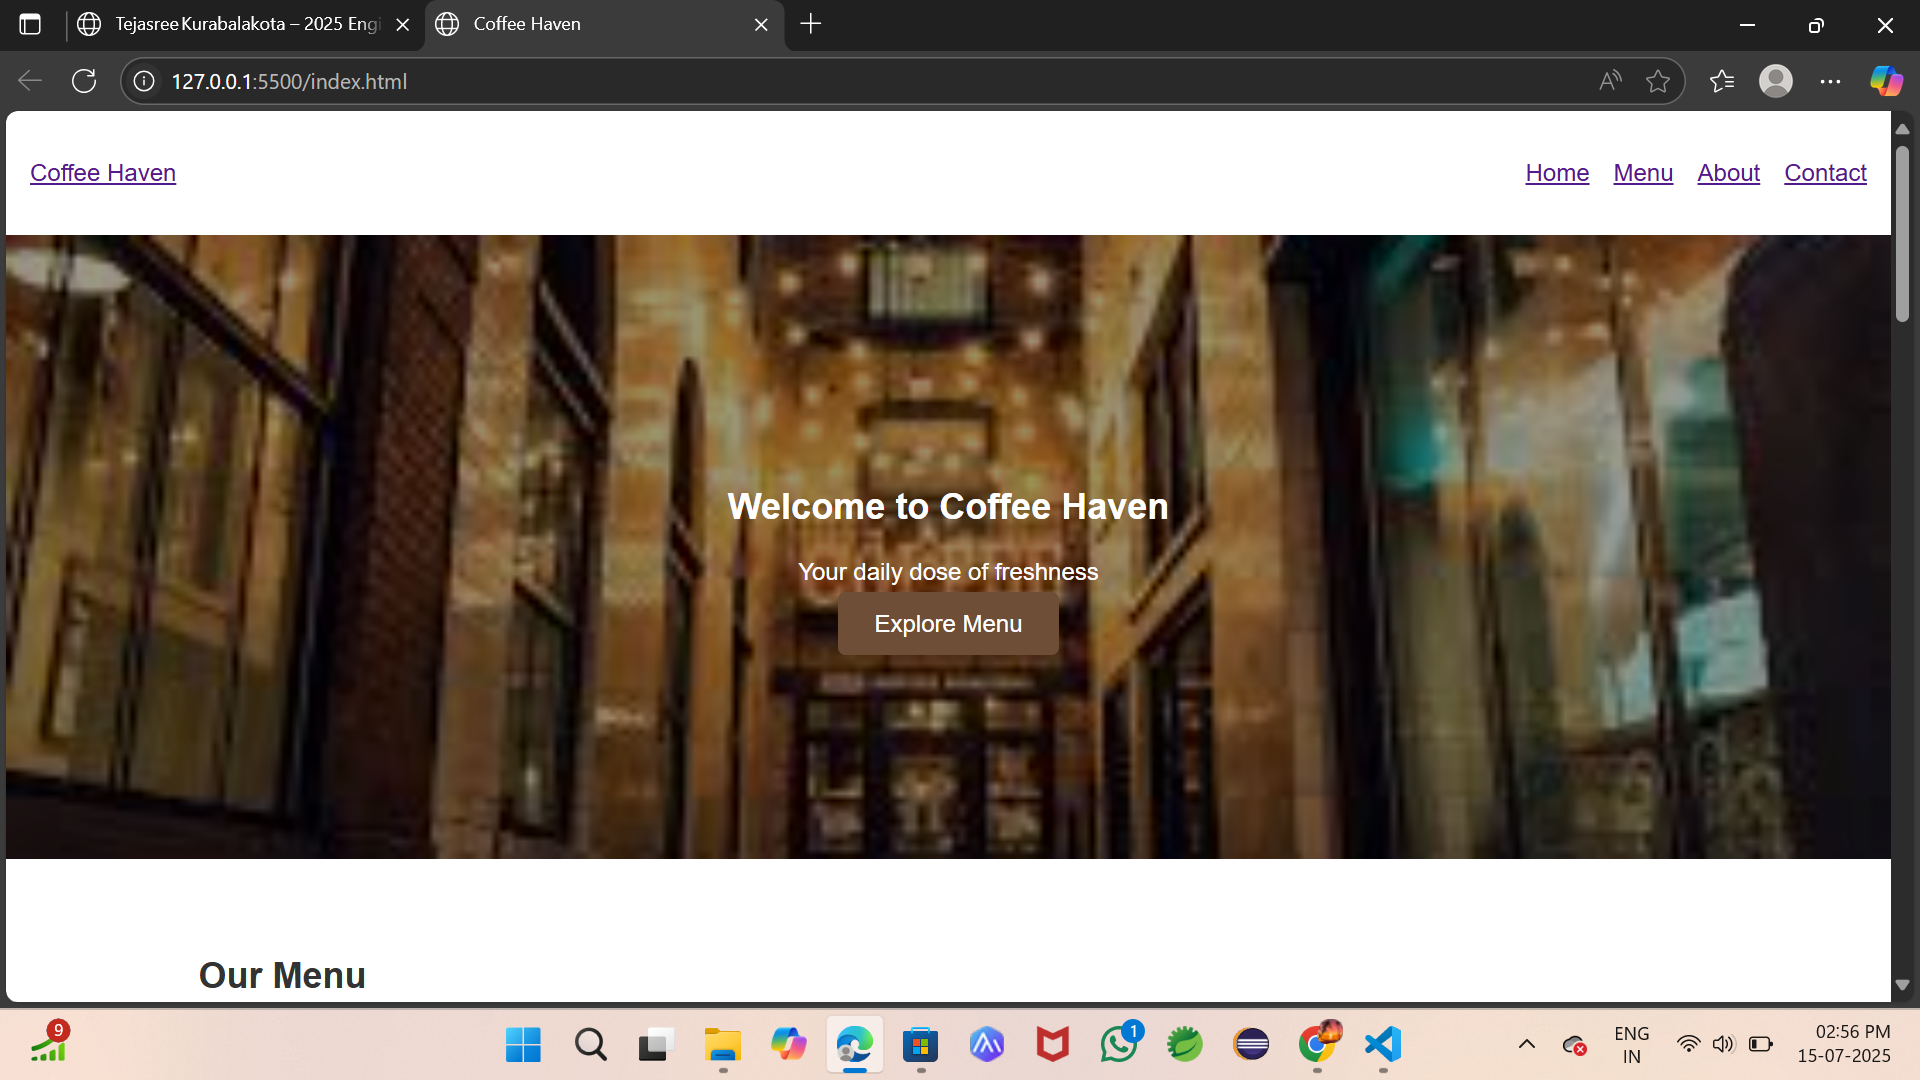 Tejasree Kurabalakota – 2025 Engi
Coffee Haven
127.0.0.1:5500/index.html
Coffee Haven
Home Menu About Contact
Welcome to Coffee Haven
Your daily dose of freshness
Explore Menu
Our Menu
9
1
ENG
IN
02:56 PM
15-07-2025